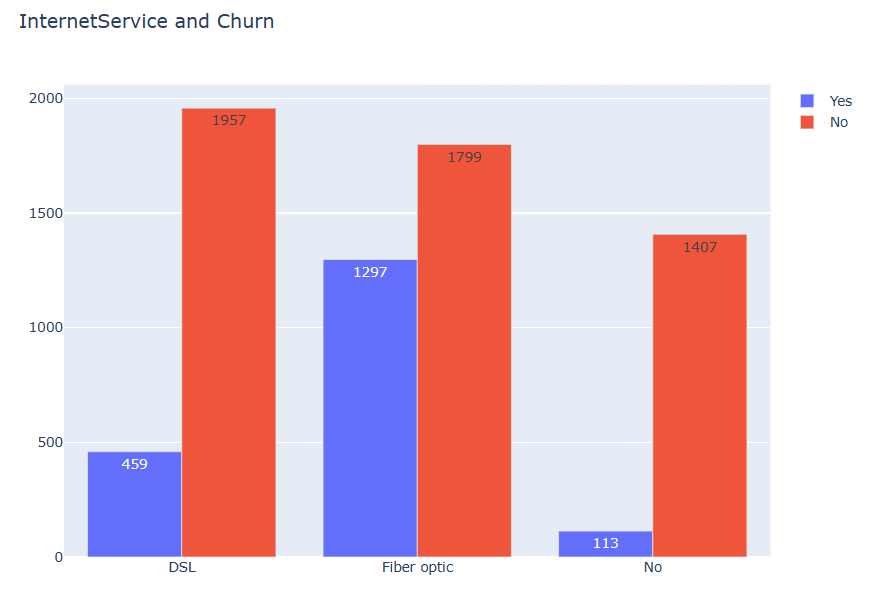 InternetService and Churn
Yes
No
2000
1500
1000
500
0
1957
1799
1407
1297
459
113
DSL
Fiber optic
No